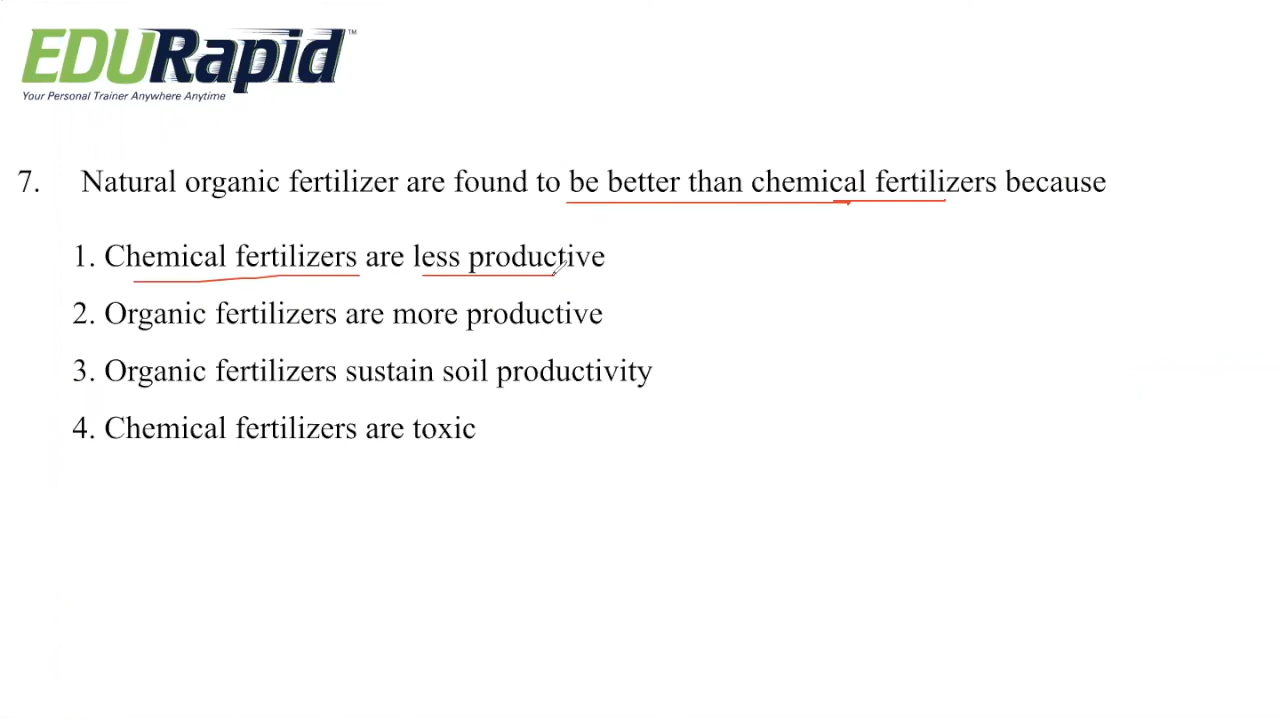 EDURapid™
Your Personal Trainer Anywhere Anytime
7. Natural organic fertilizer are found to be better than chemical fertilizers because
1. Chemical fertilizers are less productive
2. Organic fertilizers are more productive
3. Organic fertilizers sustain soil productivity
4. Chemical fertilizers are toxic